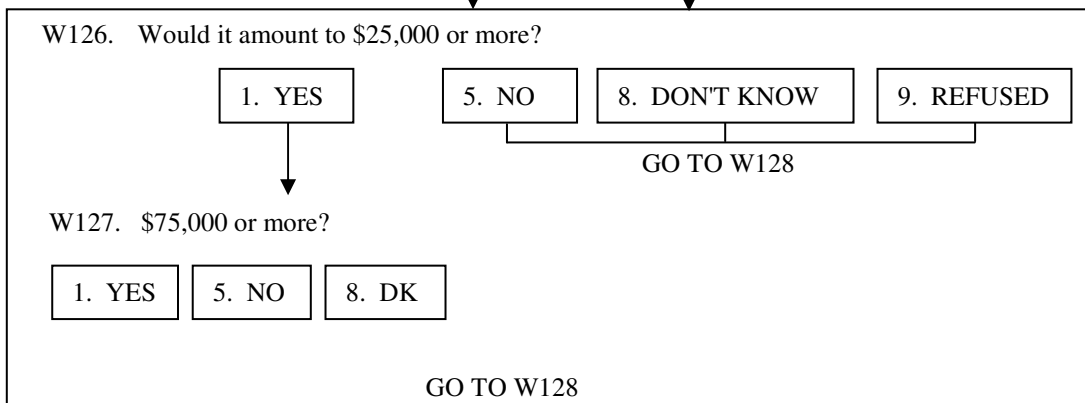 W126. Would it amount to $25,000 or more?
1. YES 5. NO 8. DON'T KNOW 9. REFUSED
GO TO W128
W127. $75,000 or more?
1. YES 5. NO 8. DK
GO TO W128